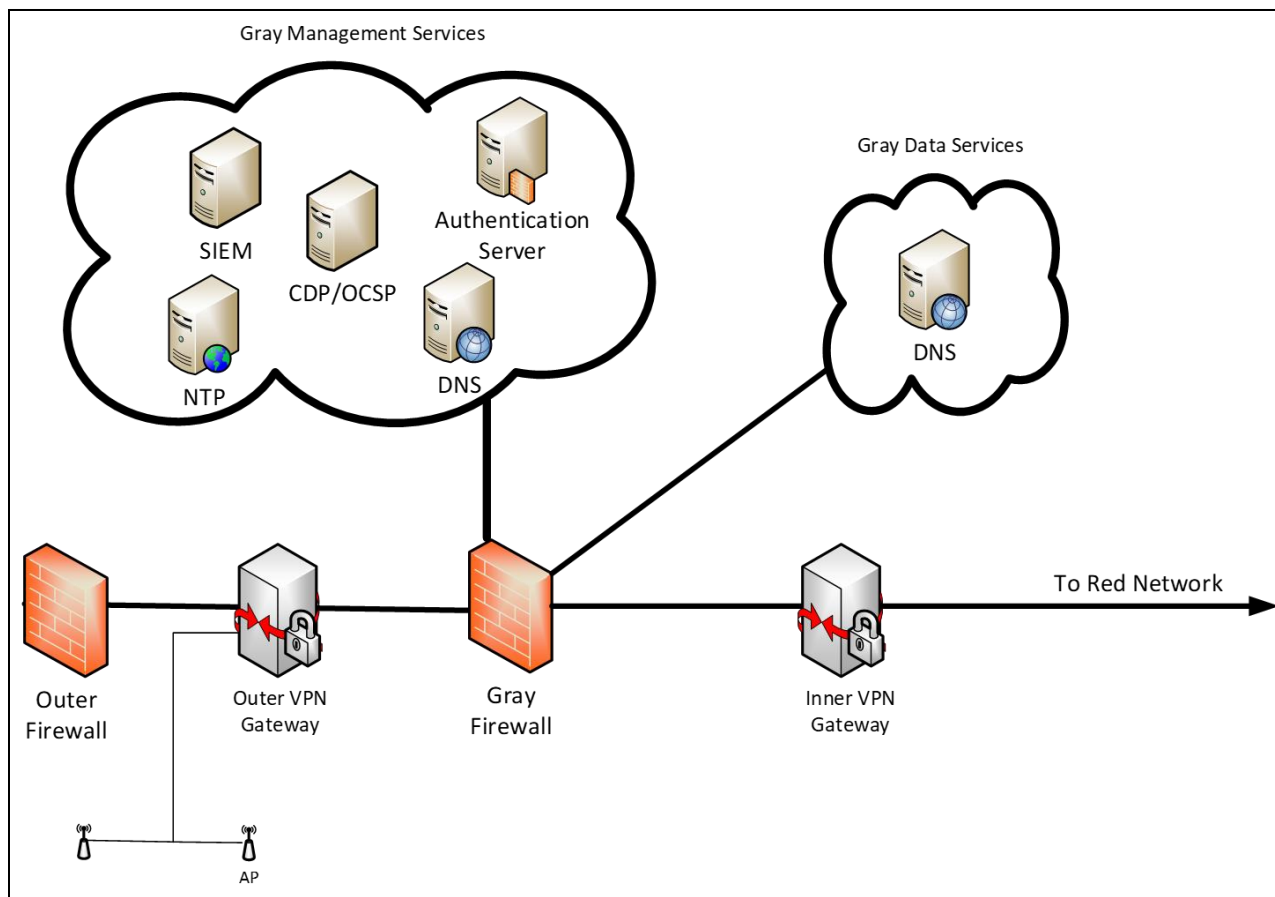 Gray Management Services
SIEM
CDP/OCSP
Authentication
Server
NTP
DNS
Gray Data Services
DNS
To Red Network
Outer
Firewall
Outer VPN
Gateway
Gray
Firewall
Inner VPN
Gateway
AP